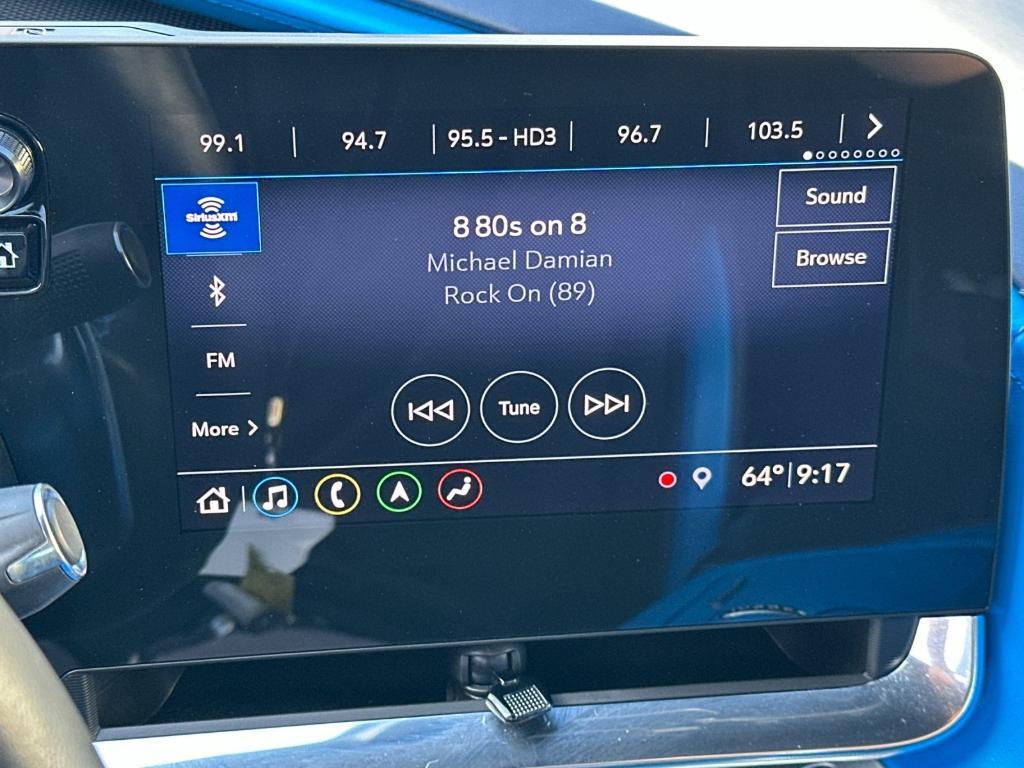 99.1 | 94.7 | 95.5 - HD3 | 96.7 | 103.5 |
SiriusXM
8 80s on 8
Michael Damian
Rock On (89)
Sound
Browse
FM
More
Tune
64° | 9:17